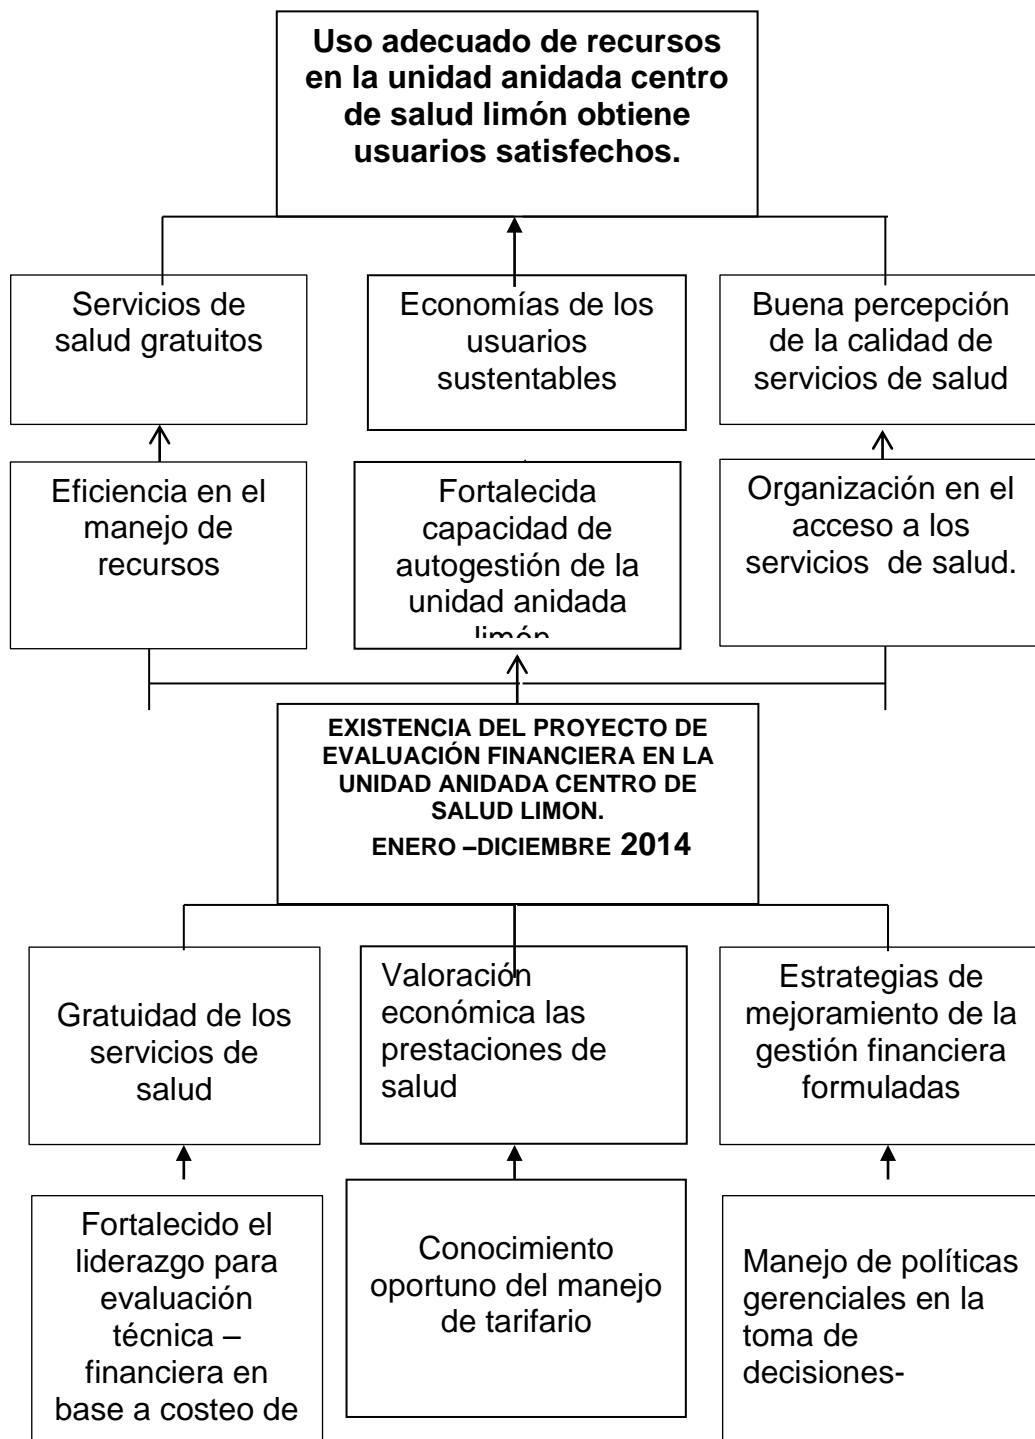 Uso adecuado de recursos
en la unidad anidada centro
de salud limón obtiene
usuarios satisfechos.
Servicios de
salud gratuitos
Economías de los
usuarios
sustentables
Buena percepción
de la calidad de
servicios de salud
Eficiencia en el
manejo de
recursos
Fortalecida
capacidad de
autogestión de la
unidad anidada
limón
Organización en el
acceso a los
servicios de salud.
EXISTENCIA DEL PROYECTO DE
EVALUACIÓN FINANCIERA EN LA
UNIDAD ANIDADA CENTRO DE
SALUD LIMON.
ENERO –DICIEMBRE 2014
Gratuidad de los
servicios de
salud
Valoración
económica las
prestaciones de
salud
Estrategias de
mejoramiento de la
gestión financiera
formuladas
Fortalecido el
liderazgo para
evaluación
técnica –
financiera en
base a costeo de
Conocimiento
oportuno del manejo
de tarifario
Manejo de políticas
gerenciales en la
toma de
decisiones-